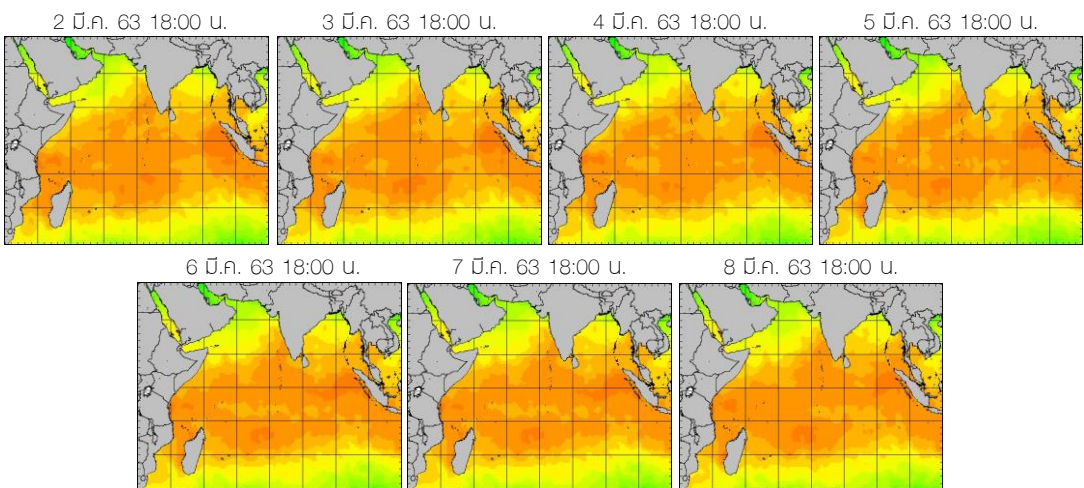 2 มี.ค. 63 18:00 น.
3 มี.ค. 63 18:00 น.
4 มี.ค. 63 18:00 น.
5 มี.ค. 63 18:00 น.
6 มี.ค. 63 18:00 น.
7 มี.ค. 63 18:00 น.
8 มี.ค. 63 18:00 น.